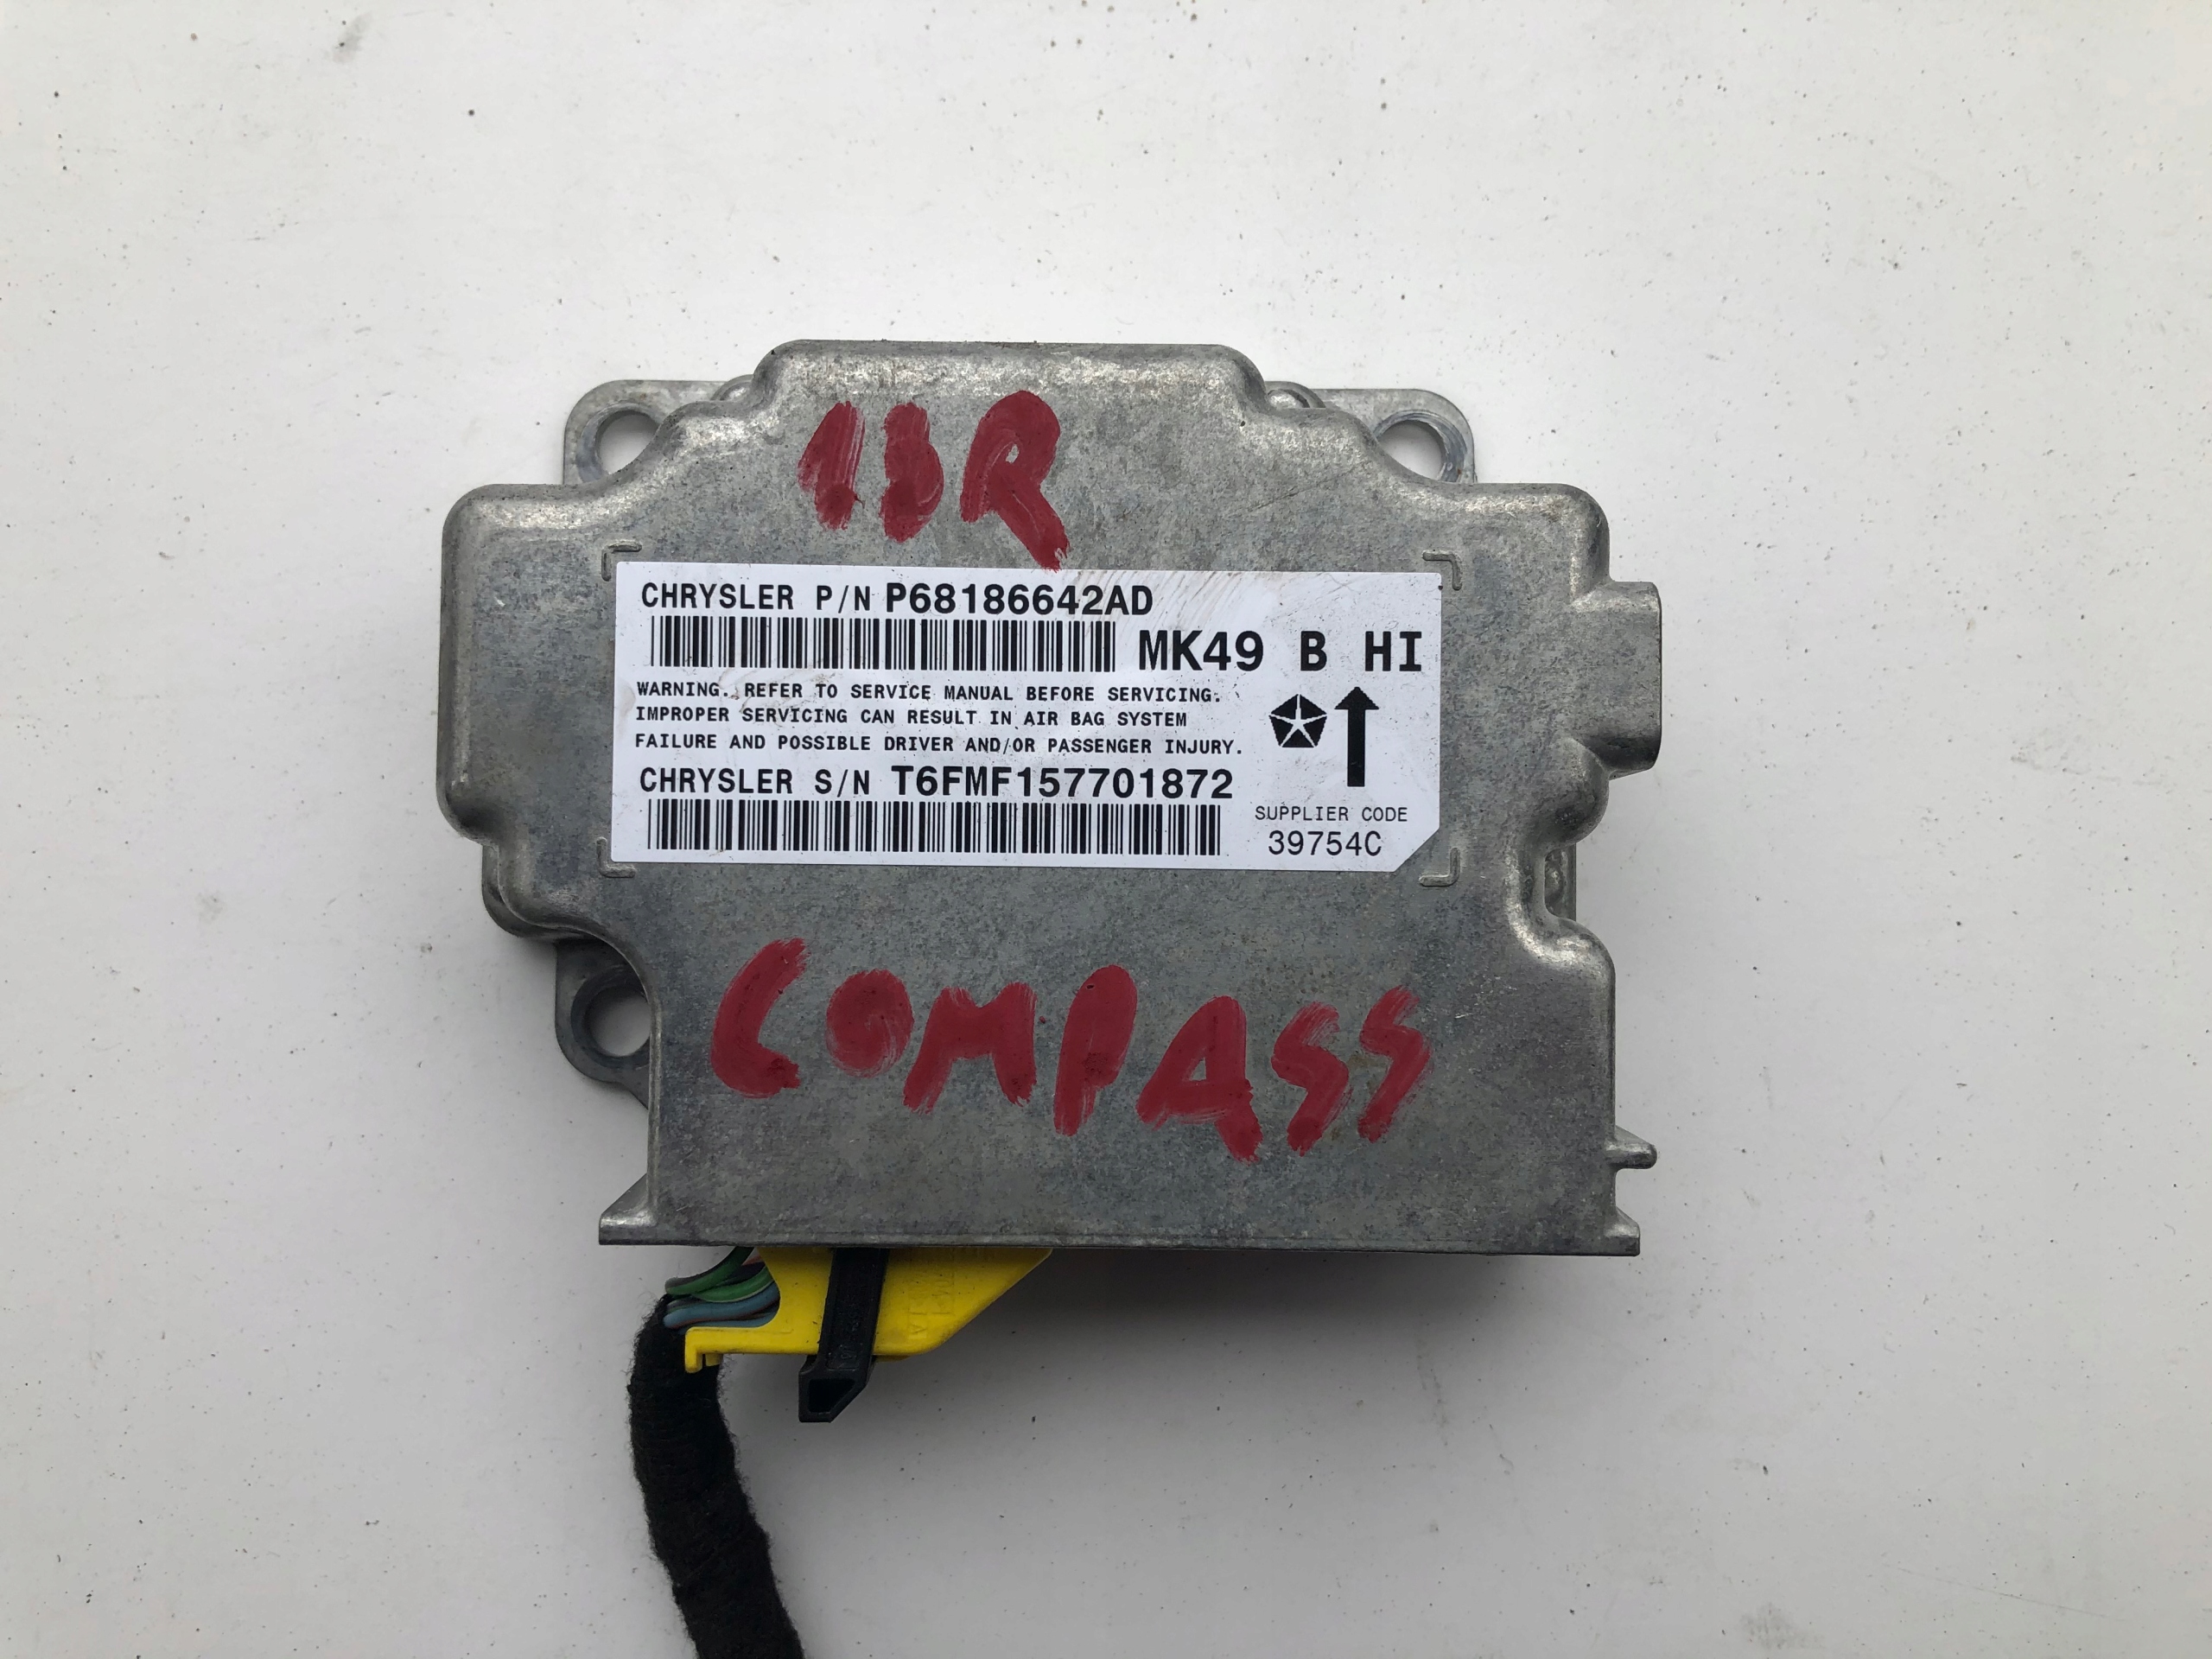 13R
CHRYSLER P/N P68186642AD
MK49 B HI
WARNING. REFER TO SERVICE MANUAL BEFORE SERVICING.
IMPROPER SERVICING CAN RESULT IN AIR BAG SYSTEM
FAILURE AND POSSIBLE DRIVER AND/OR PASSENGER INJURY.
CHRYSLER S/N T6FMF157701872
SUPPLIER CODE
39754C
COMPASS